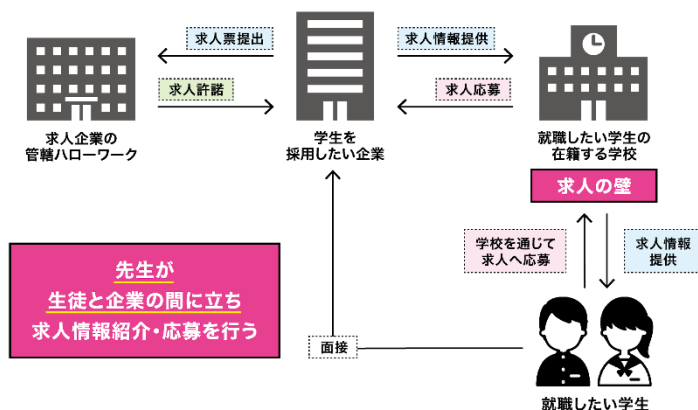 求人票提出
求人情報提供
求人許諾
求人応募
求人企業の
管轄ハローワーク
学生を
採用したい企業
就職したい学生の
在籍する学校
求人の壁
学校を通じて
求人へ応募
求人情報
提供
先生が
生徒と企業の間に立ち
求人情報紹介・応募を行う
面接
就職したい学生